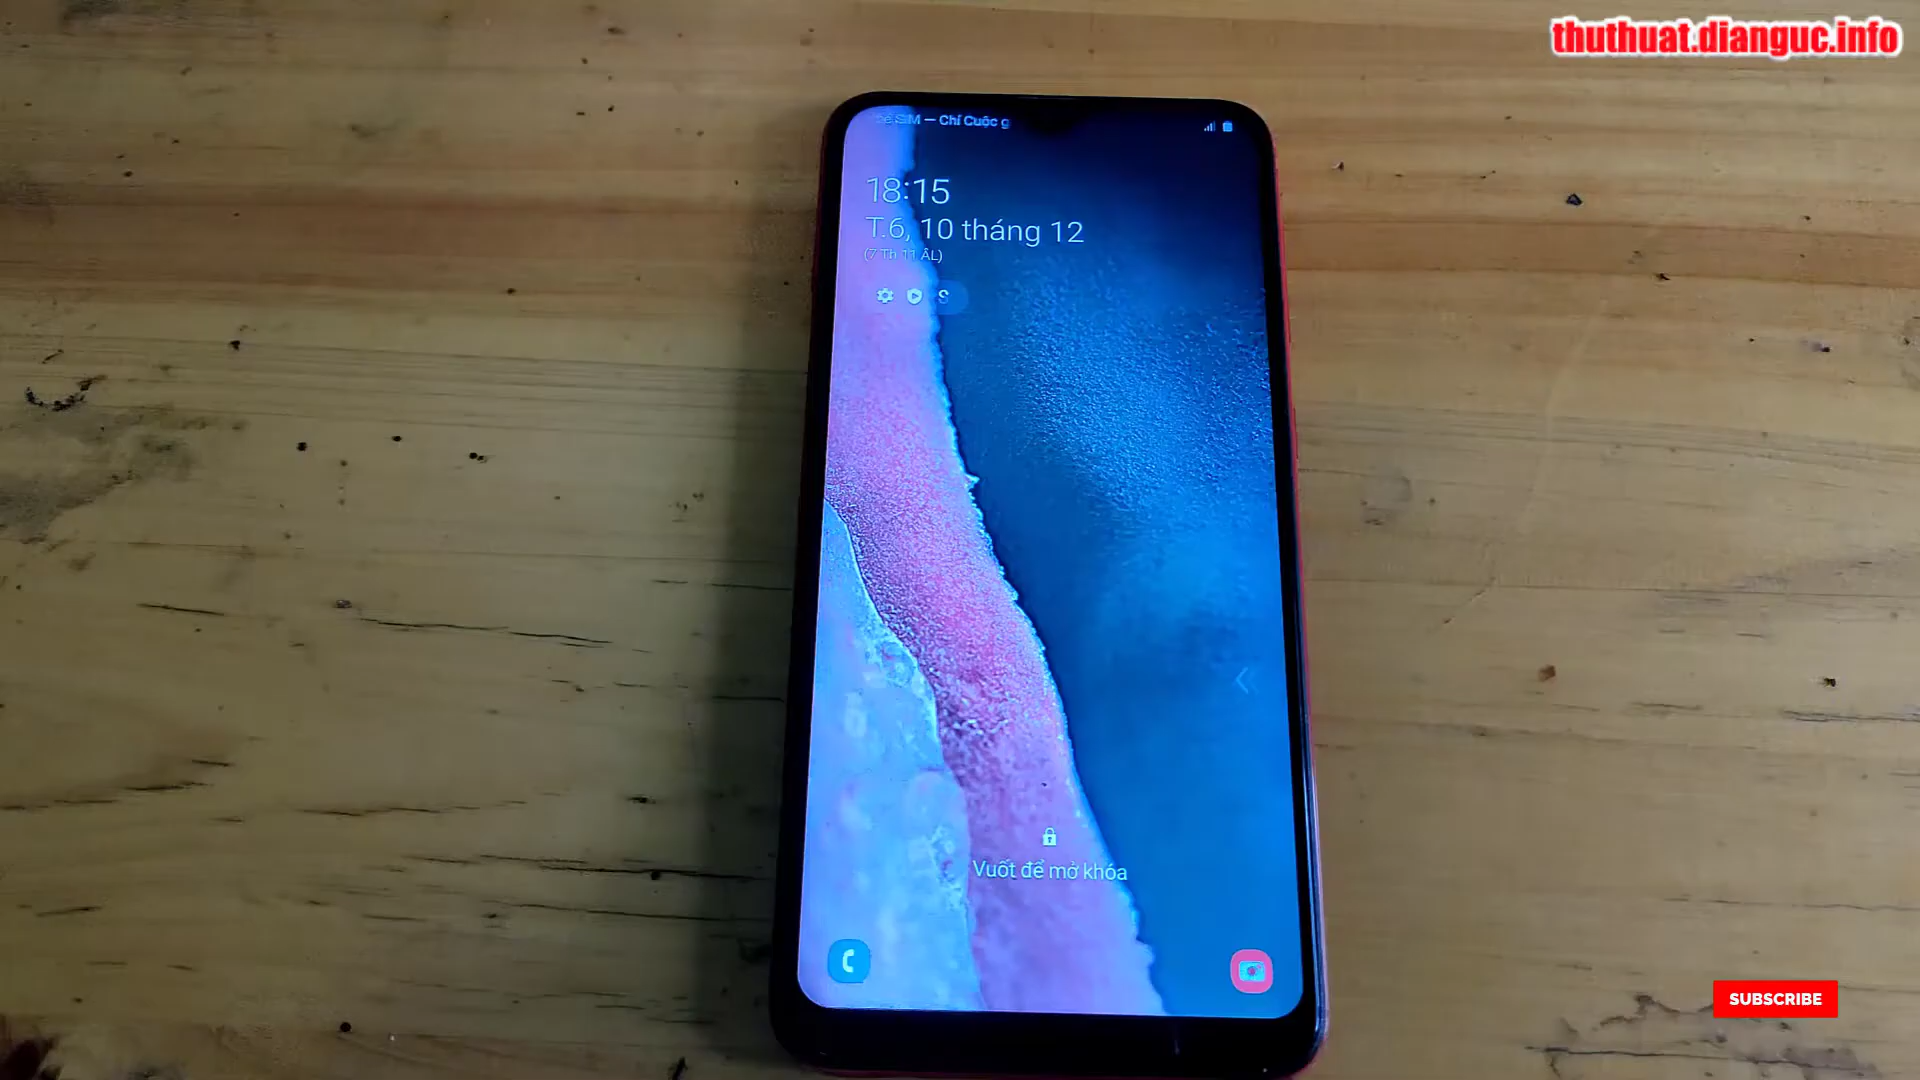 thuthuat.dianguc.info
SIM — Chỉ Cuộc g
18:15
T.6, 10 tháng 12
(7 Th 11 ÂL)
Vuốt để mở khóa
SUBSCRIBE